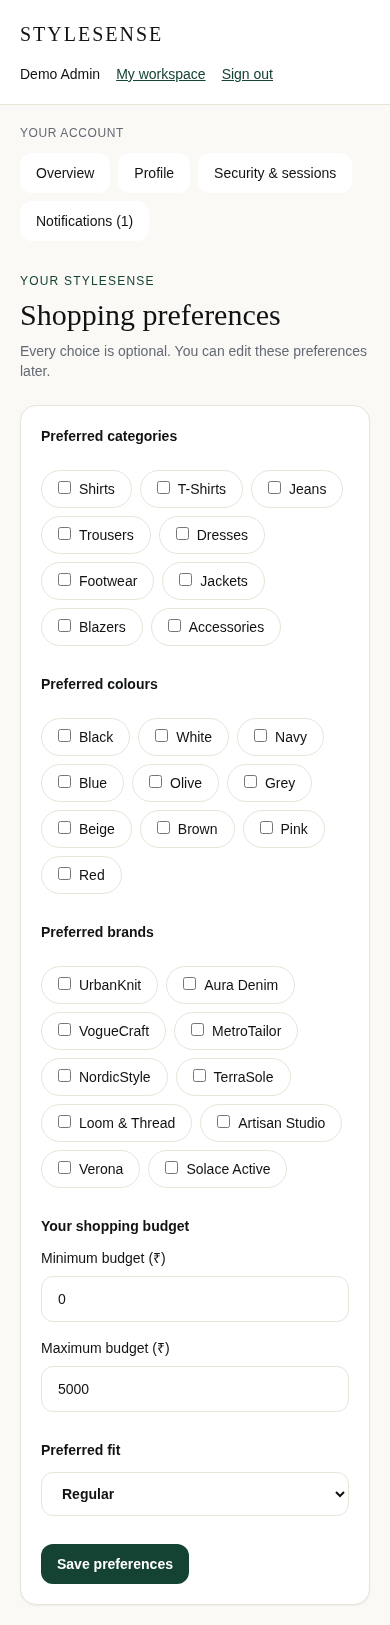 STYLESENSE
Demo Admin My workspace Sign out
YOUR ACCOUNT
Overview Profile Security & sessions
Notifications (1)
YOUR STYLESENSE
Shopping preferences
Every choice is optional. You can edit these preferences
later.
Preferred categories
Shirts T-Shirts Jeans
Trousers Dresses
Footwear Jackets
Blazers Accessories
Preferred colours
Black White Navy
Blue Olive Grey
Beige Brown Pink
Red
Preferred brands
UrbanKnit Aura Denim
VogueCraft MetroTailor
NordicStyle TerraSole
Loom & Thread Artisan Studio
Verona Solace Active
Your shopping budget
Minimum budget (₹)
0
Maximum budget (₹)
5000
Preferred fit
Regular
Save preferences